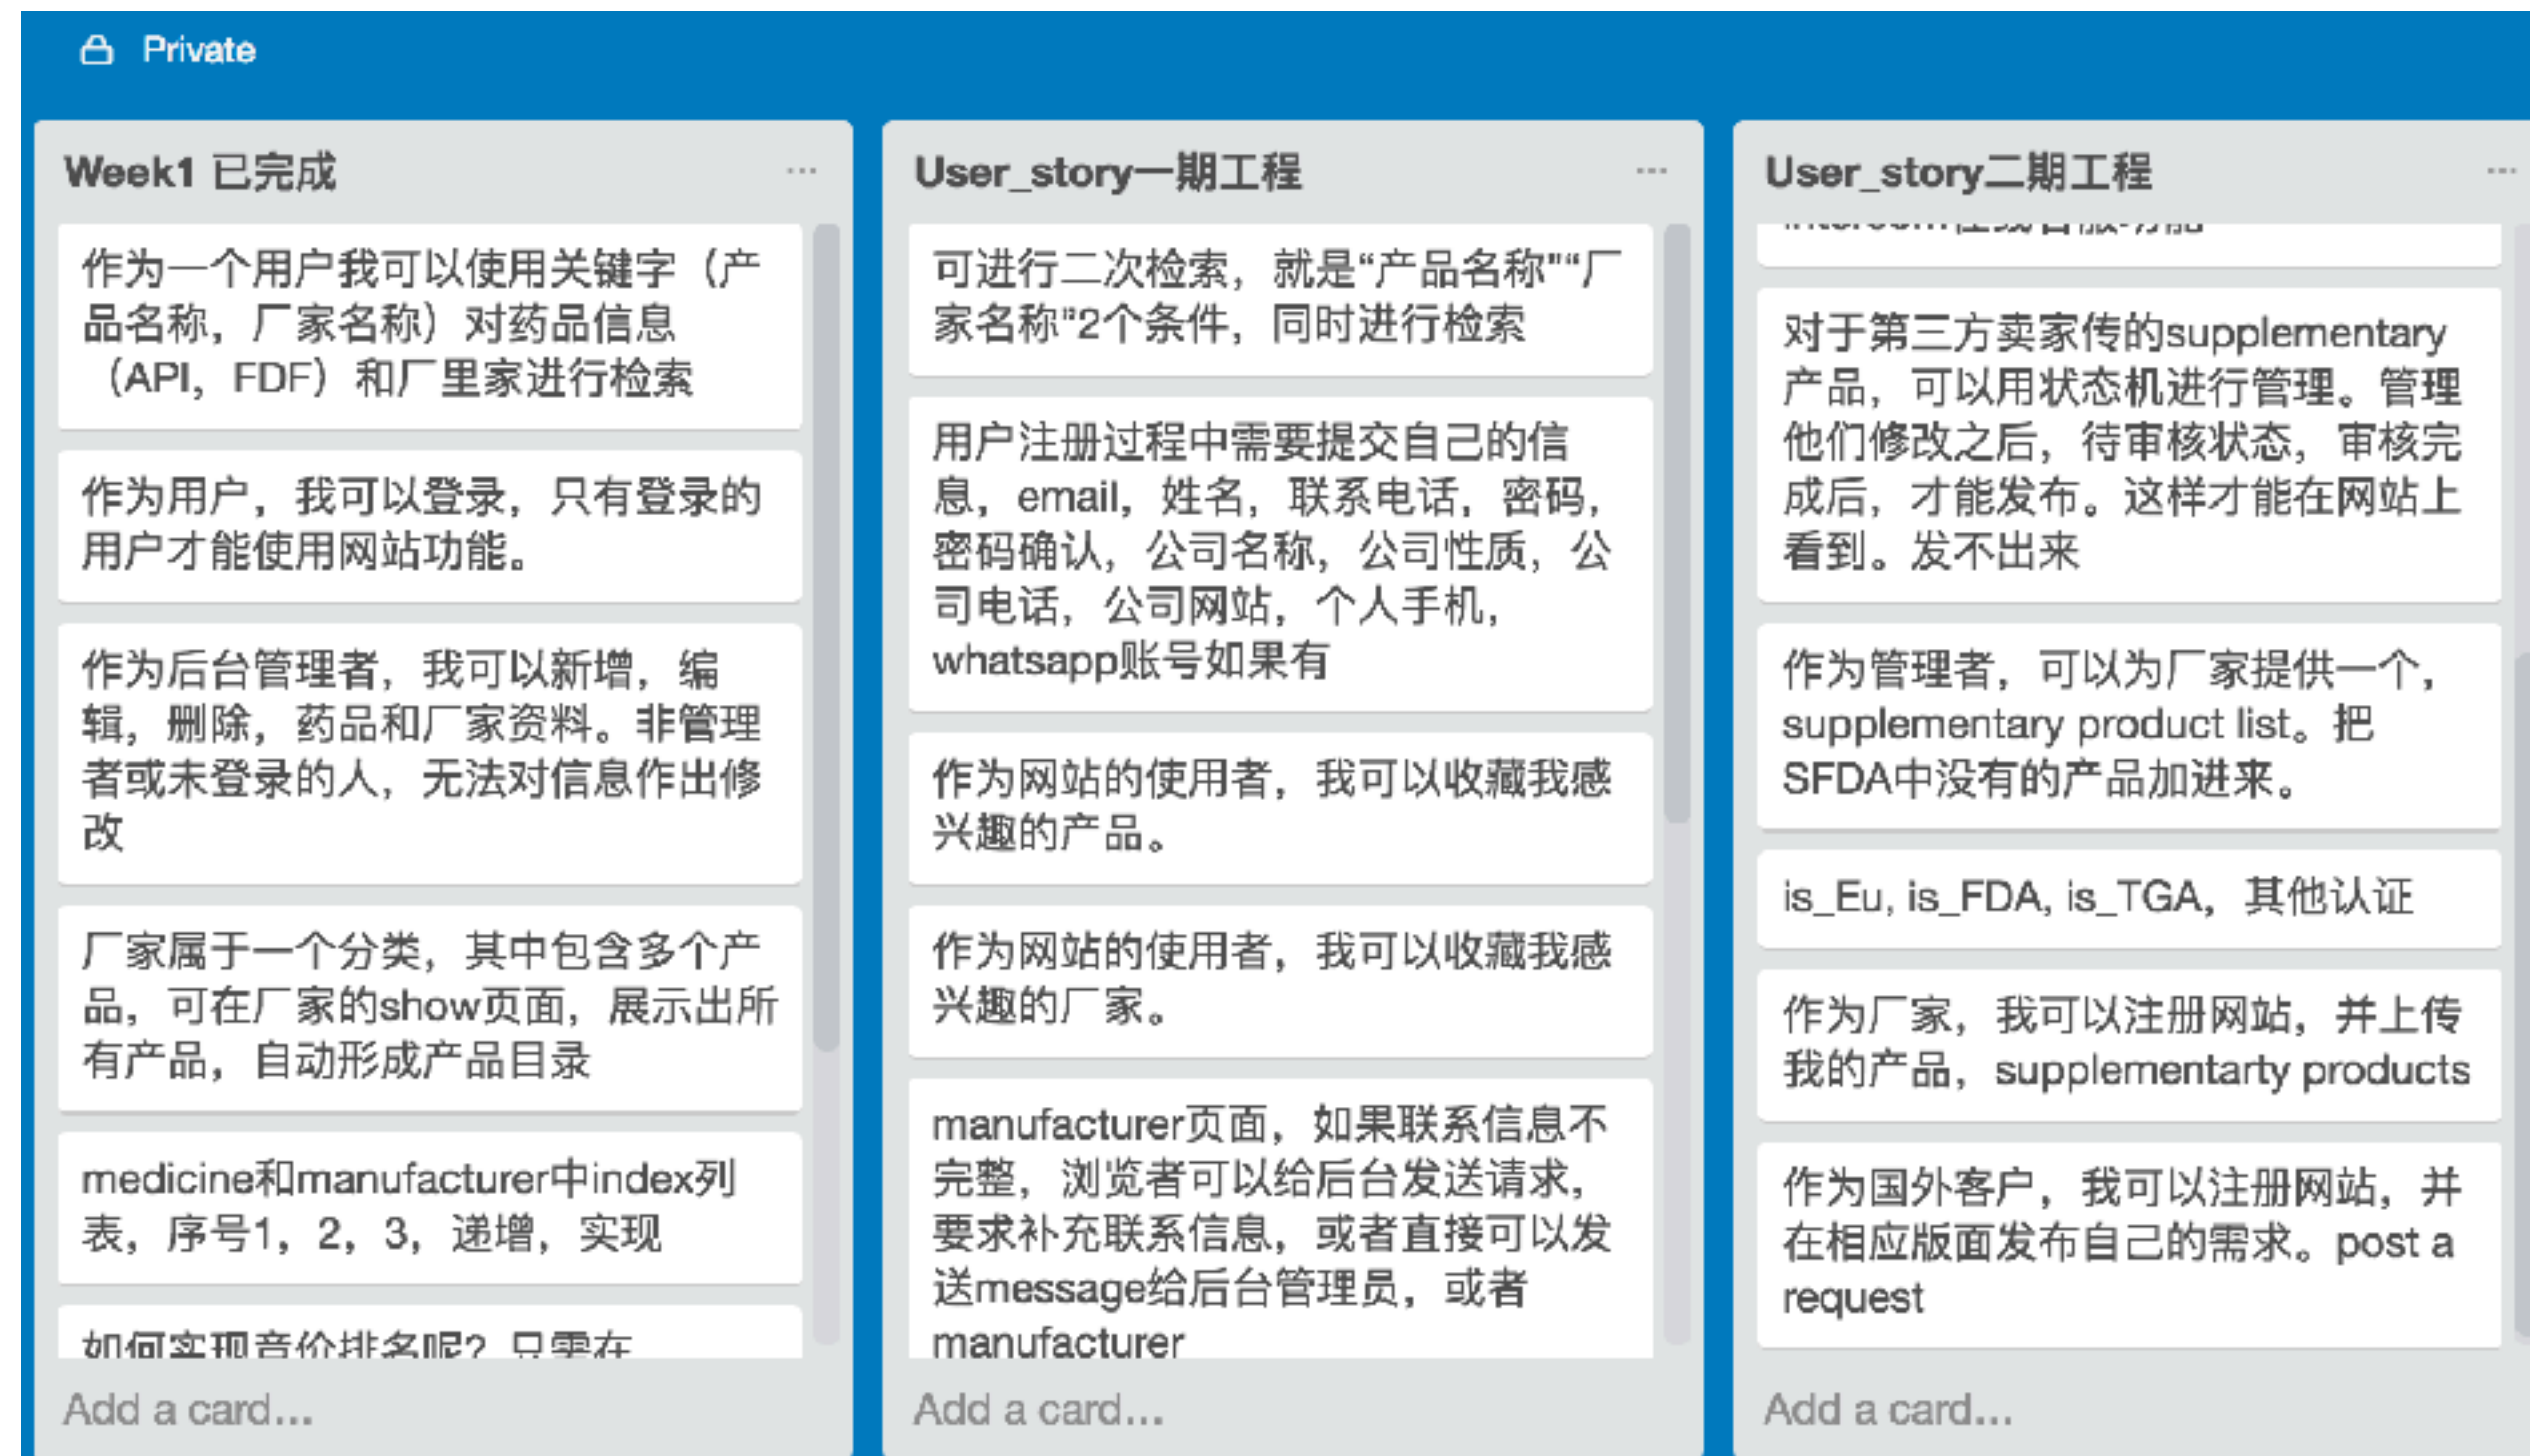 Private
Week1 已完成
作为一个用户我可以使用关键字（产
品名称，厂家名称）对药品信息
（API，FDF）和厂里家进行检索
作为用户，我可以登录，只有登录的
用户才能使用网站功能。
作为后台管理者，我可以新增，编
辑，删除，药品和厂家资料。非管理
者或未登录的人，无法对信息作出修
改
厂家属于一个分类，其中包含多个产
品，可在厂家的show页面，展示出所
有产品，自动形成产品目录
medicine和manufacturer中index列
表，序号1，2，3，递增，实现
如何实现竞价排名呢？只需在
Add a card...
User_story一期工程
可进行二次检索，就是“产品名称"“厂
家名称"2个条件，同时进行检索
用户注册过程中需要提交自己的信
息，email，姓名，联系电话，密码，
密码确认，公司名称，公司性质，公
司电话，公司网站，个人手机，
whatsapp账号如果有
作为网站的使用者，我可以收藏我感
兴趣的产品。
作为网站的使用者，我可以收藏我感
兴趣的厂家。
manufacturer页面，如果联系信息不
完整，浏览者可以给后台发送请求，
要求补充联系信息，或者直接可以发
送message给后台管理员，或者
manufacturer
Add a card...
User_story二期工程
intercom在线客服功能
对于第三方卖家传的supplementary
产品，可以用状态机进行管理。管理
他们修改之后，待审核状态，审核完
成后，才能发布。这样才能在网站上
看到。发不出来
作为管理者，可以为厂家提供一个，
supplementary product list。把
SFDA中没有的产品加进来。
is_Eu, is_FDA, is_TGA，其他认证
作为厂家，我可以注册网站，并上传
我的产品，supplementarty products
作为国外客户，我可以注册网站，并
在相应版面发布自己的需求。post a
request
Add a card...